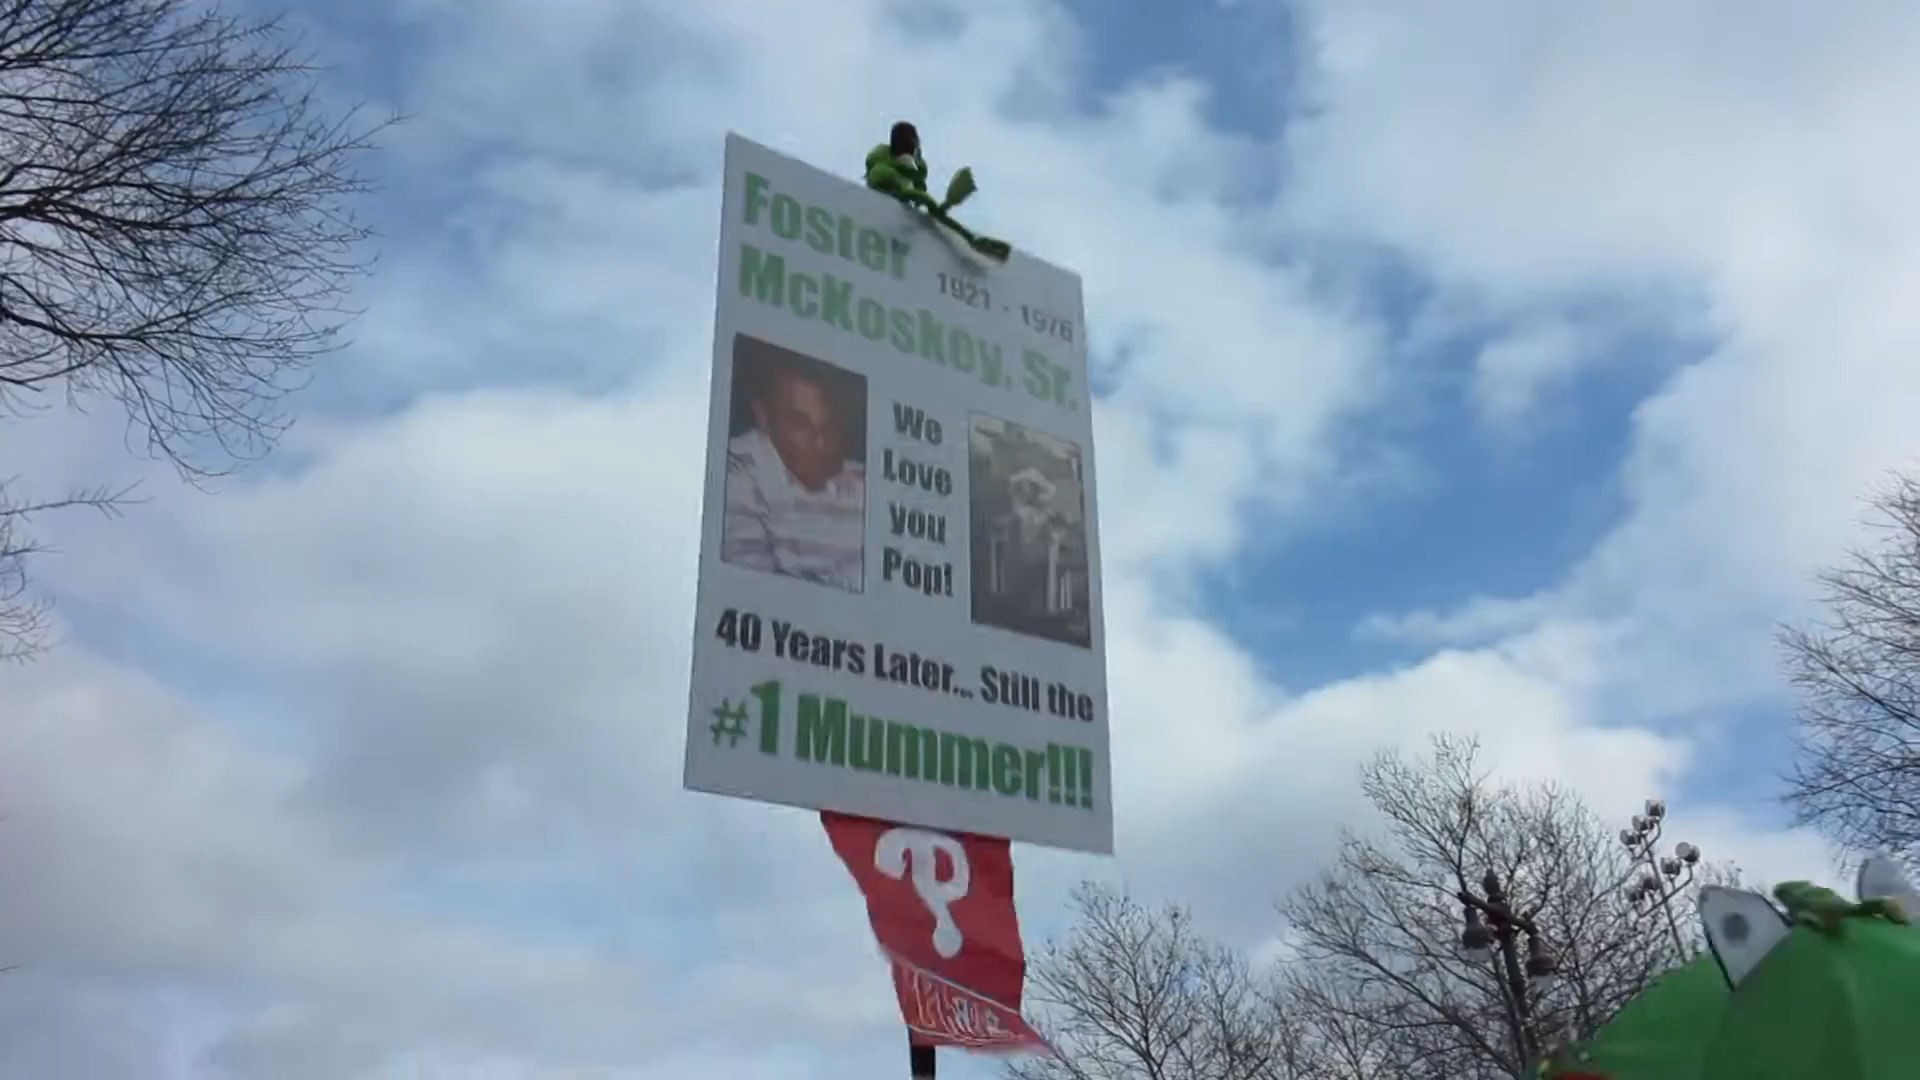 Foster
McKoskey, Sr.
1921 - 1976
We
Love
you
Pop!
40 Years Later... Still the
#1 Mummer!!!